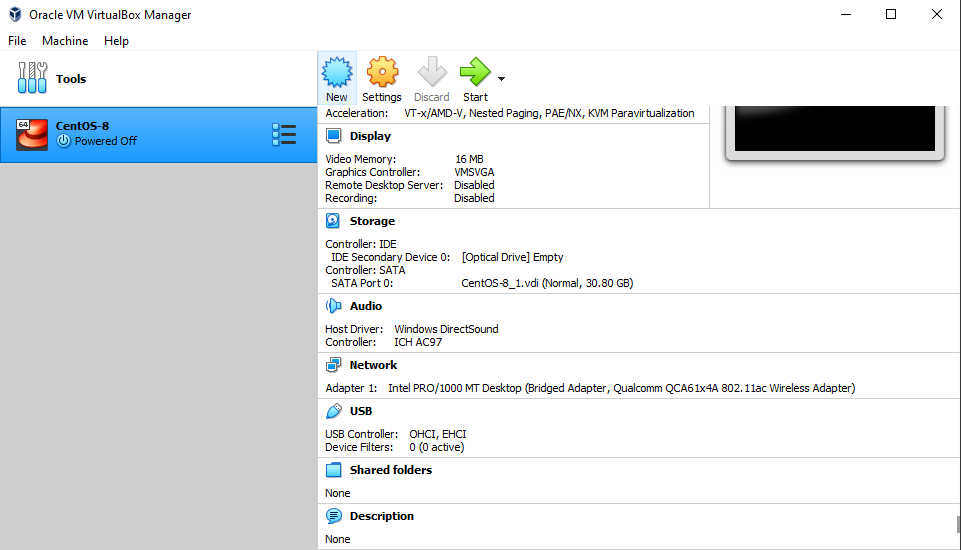 Oracle VM VirtualBox Manager
File Machine Help
Tools
New Settings Discard Start
64
CentOS-8
Powered Off
Acceleration: VT-x/AMD-V, Nested Paging, PAE/NX, KVM Paravirtualization
Display
Video Memory: 16 MB
Graphics Controller: VMSVGA
Remote Desktop Server: Disabled
Recording: Disabled
Storage
Controller: IDE
IDE Secondary Device 0: [Optical Drive] Empty
Controller: SATA
SATA Port 0: CentOS-8_1.vdi (Normal, 30.80 GB)
Audio
Host Driver: Windows DirectSound
Controller: ICH AC97
Network
Adapter 1: Intel PRO/1000 MT Desktop (Bridged Adapter, Qualcomm QCA61x4A 802.11ac Wireless Adapter)
USB
USB Controller: OHCI, EHCI
Device Filters: 0 (0 active)
Shared folders
None
Description
None